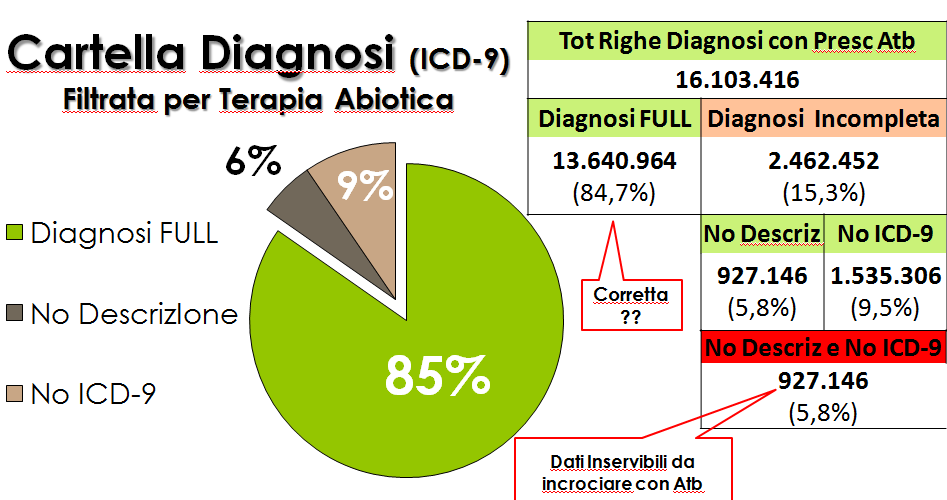 Cartella Diagnosi (ICD-9)
Filtrata per Terapia Abiotica
6%
9%
85%
Diagnosi FULL
No DescrizIone
No ICD-9
Tot Righe Diagnosi con Presc Atb
16.103.416
Diagnosi FULL
Diagnosi Incompleta
13.640.964
(84,7%)
2.462.452
(15,3%)
No Descriz
No ICD-9
927.146
(5,8%)
1.535.306
(9,5%)
Corretta
??
No Descriz e No ICD-9
927.146
(5,8%)
Dati Inservibili da
incrociare con Atb